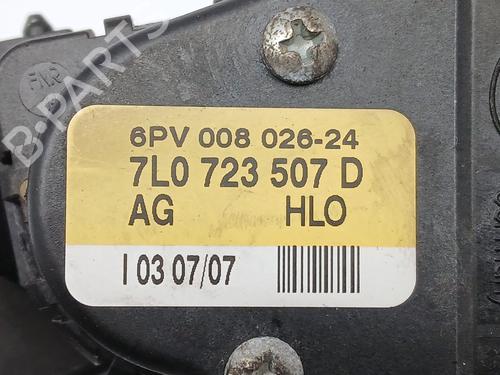 B-PARTS
6PV 008 026-24
7L0 723 507 D
AG HLO
I 03 07/07